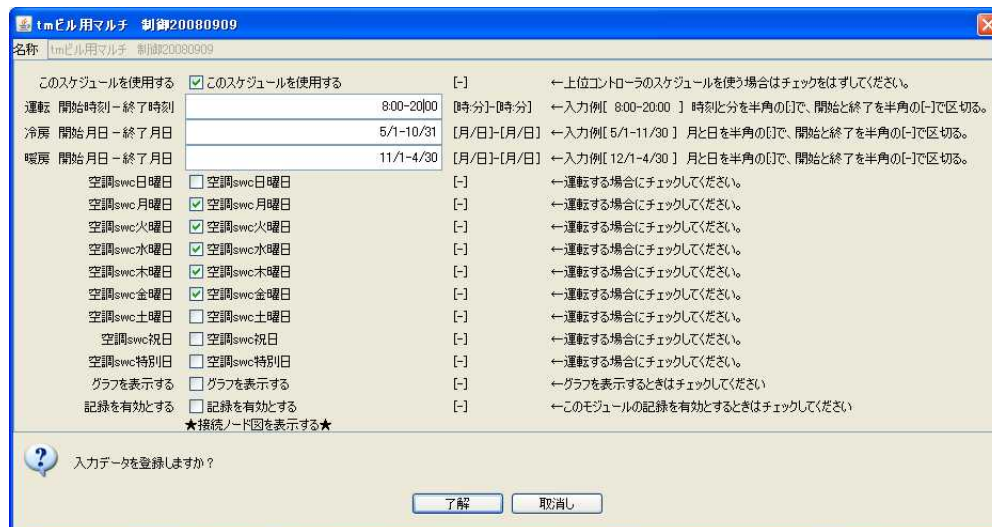 tmビル用マルチ 制御20080909
名称 tmビル用マルチ 制御20080909
このスケジュールを使用する このスケジュールを使用する [-] ←上位コントローラのスケジュールを使う場合はチェックをはずしてください。
運転 開始時刻-終了時刻 8:00-20:00 [時:分]-[時:分] ←入力例[ 8:00-20:00 ] 時刻と分を半角の[:]で、開始と終了を半角の[-]で区切る。
冷房 開始月日-終了月日 5/1-10/31 [月/日]-[月/日] ←入力例[ 5/1-11/30 ] 月と日を半角の[:]で、開始と終了を半角の[-]で区切る。
暖房 開始月日-終了月日 11/1-4/30 [月/日]-[月/日] ←入力例[ 12/1-4/30 ] 月と日を半角の[:]で、開始と終了を半角の[-]で区切る。
空調swc日曜日 空調swc日曜日 [-] ←運転する場合にチェックしてください。
空調swc月曜日 空調swc月曜日 [-] ←運転する場合にチェックしてください。
空調swc火曜日 空調swc火曜日 [-] ←運転する場合にチェックしてください。
空調swc水曜日 空調swc水曜日 [-] ←運転する場合にチェックしてください。
空調swc木曜日 空調swc木曜日 [-] ←運転する場合にチェックしてください。
空調swc金曜日 空調swc金曜日 [-] ←運転する場合にチェックしてください。
空調swc土曜日 空調swc土曜日 [-] ←運転する場合にチェックしてください。
空調swc祝日 空調swc祝日 [-] ←運転する場合にチェックしてください。
空調swc特別日 空調swc特別日 [-] ←運転する場合にチェックしてください。
グラフを表示する グラフを表示する [-] ←グラフを表示するときはチェックしてください
記録を有効とする 記録を有効とする [-] ←このモジュールの記録を有効とするときはチェックしてください
★接続ノード図を表示する★
入力データを登録しますか？
了解 取消し